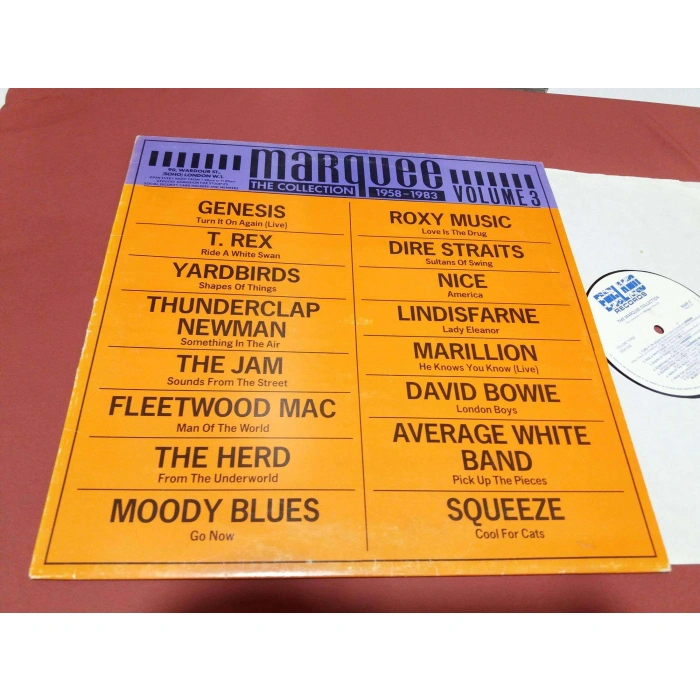 marquee
THE COLLECTION 1958-1983
VOLUME 3
90, WARDOUR ST.,
SOHO, LONDON W.1.
GENESIS
Turn It On Again (Live)
T. REX
Ride A White Swan
YARDBIRDS
Shapes Of Things
THUNDERCLAP
NEWMAN
Something In The Air
THE JAM
Sounds From The Street
FLEETWOOD MAC
Man Of The World
THE HERD
From The Underworld
MOODY BLUES
Go Now
ROXY MUSIC
Love Is The Drug
DIRE STRAITS
Sultans Of Swing
NICE
America
LINDISFARNE
Lady Eleanor
MARILLION
He Knows You Know (Live)
DAVID BOWIE
London Boys
AVERAGE WHITE
BAND
Pick Up The Pieces
SQUEEZE
Cool For Cats
RECORDS
THE MARQUEE COLLECTION